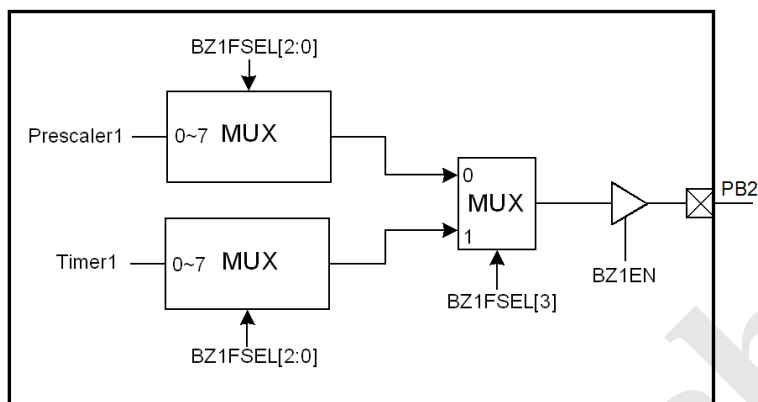 BZ1FSEL[2:0]
Prescaler1
0~7 MUX
0
MUX
1
PB2
Timer1
0~7 MUX
BZ1EN
BZ1FSEL[3]
BZ1FSEL[2:0]